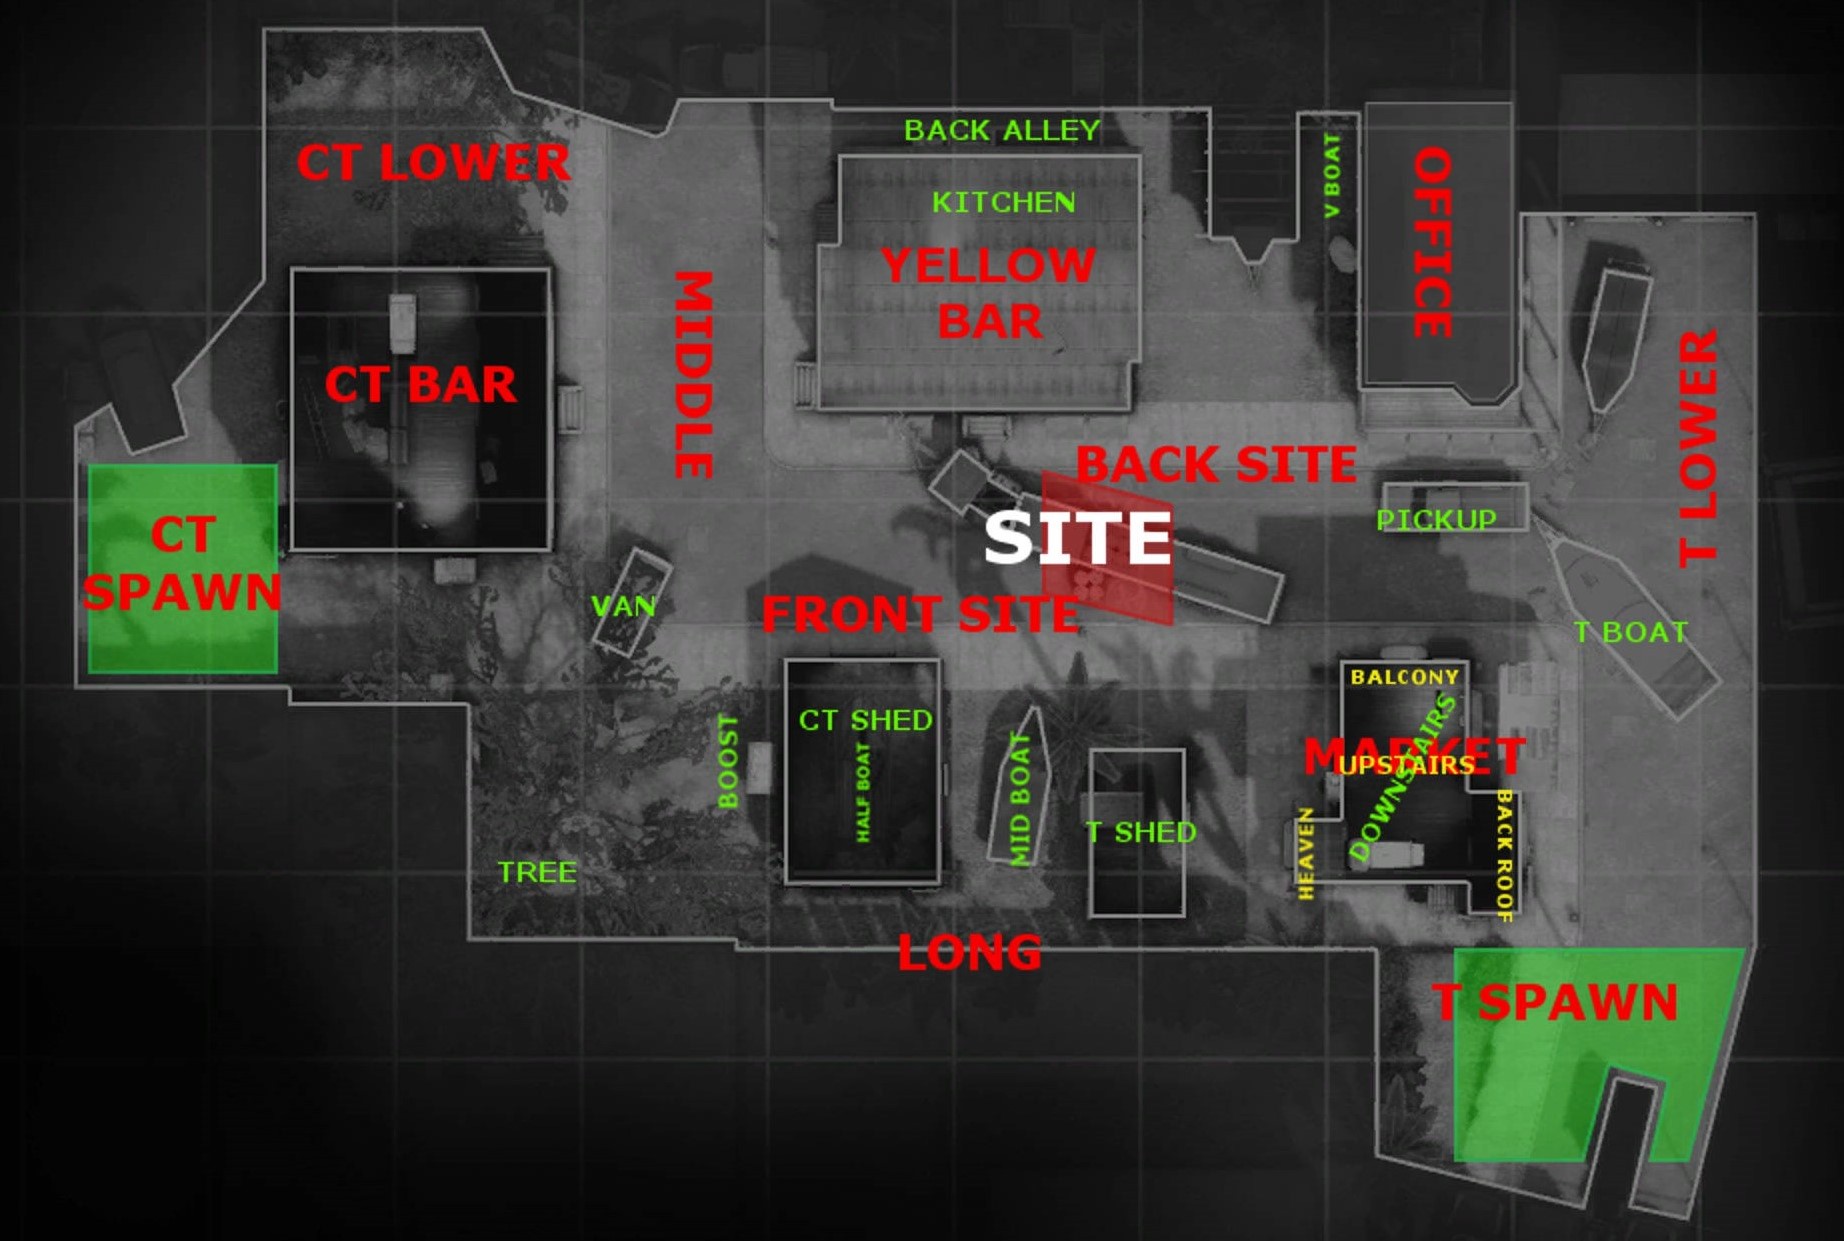 BACK ALLEY
CT LOWER
V BOAT
OFFICE
KITCHEN
YELLOW
BAR
MIDDLE
CT BAR
T LOWER
BACK SITE
PICKUP
CT
SPAWN
SITE
VAN
FRONT SITE
T BOAT
BALCONY
CT SHED
HALF BOAT
BOOST
MID BOAT
MARKET
UPSTAIRS
DOWNSTAIRS
T SHED
HEAVEN
BACK ROOF
TREE
LONG
T SPAWN